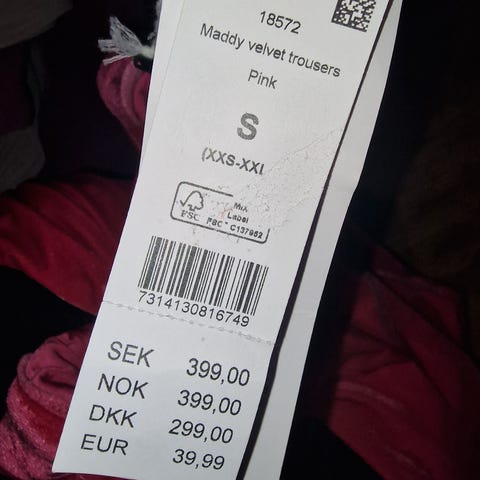 18572
Maddy velvet trousers
Pink
S
(XXS-XXL
FSC
Mix
Label
FSC C137952
7314130816749
SEK 399,00
NOK 399,00
DKK 299,00
EUR 39,99